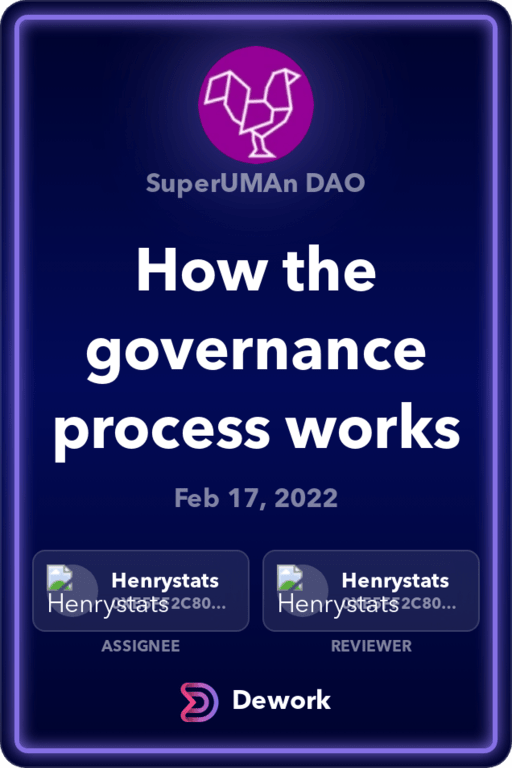 SuperUMAn DAO
How the
governance
process works
Feb 17, 2022
Henrystats
Henrystats
ASSIGNEE
Henrystats
Henrystats
REVIEWER
Dework